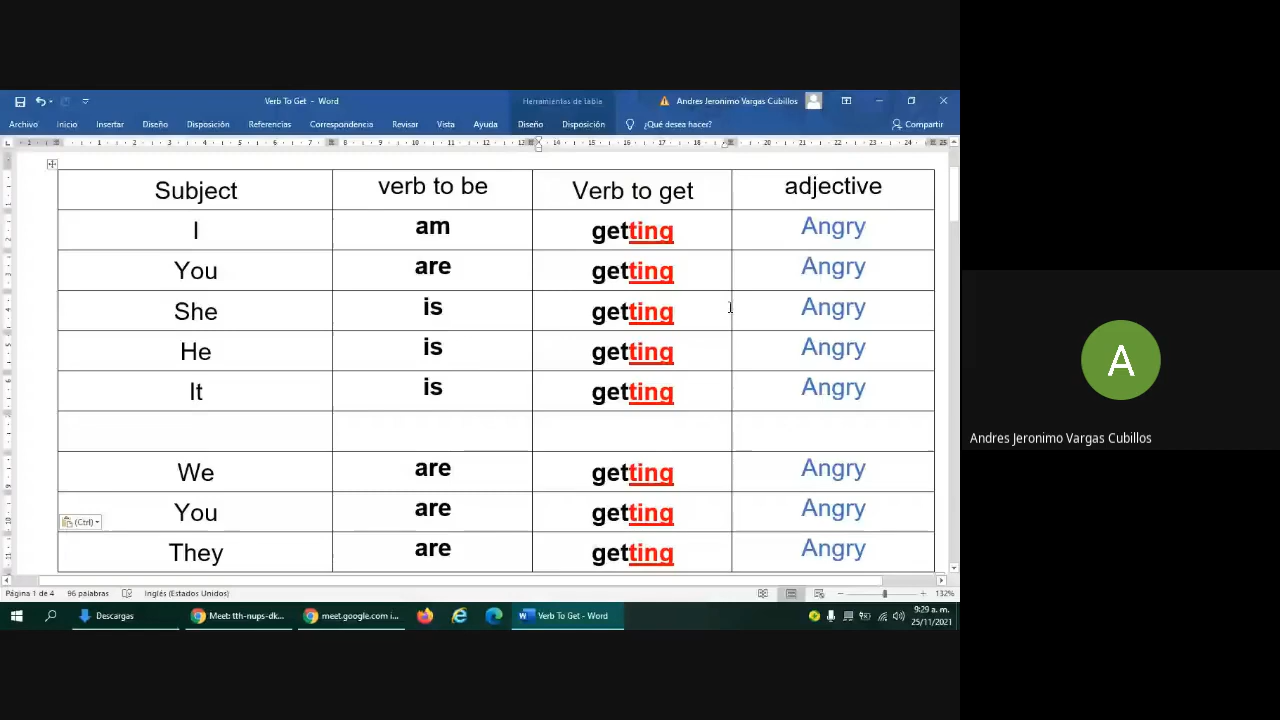 Verb To Get - Word
Herramientas de tabla
Andres Jeronimo Vargas Cubillos
Archivo Inicio Insertar Diseño Disposición Referencias Correspondencia Revisar Vista Ayuda Diseño Disposición ¿Qué desea hacer? Compartir
Subject verb to be Verb to get adjective
I am getting Angry
You are getting Angry
She is getting Angry
He is getting Angry
It is getting Angry
We are getting Angry
You are getting Angry
They are getting Angry
(Ctrl)
Página 1 de 4 96 palabras Inglés (Estados Unidos) 132%
Descargas Meet: tth-nups-dk... meet.google.com i... Verb To Get - Word
9:29 a. m.
25/11/2021
A
Andres Jeronimo Vargas Cubillos